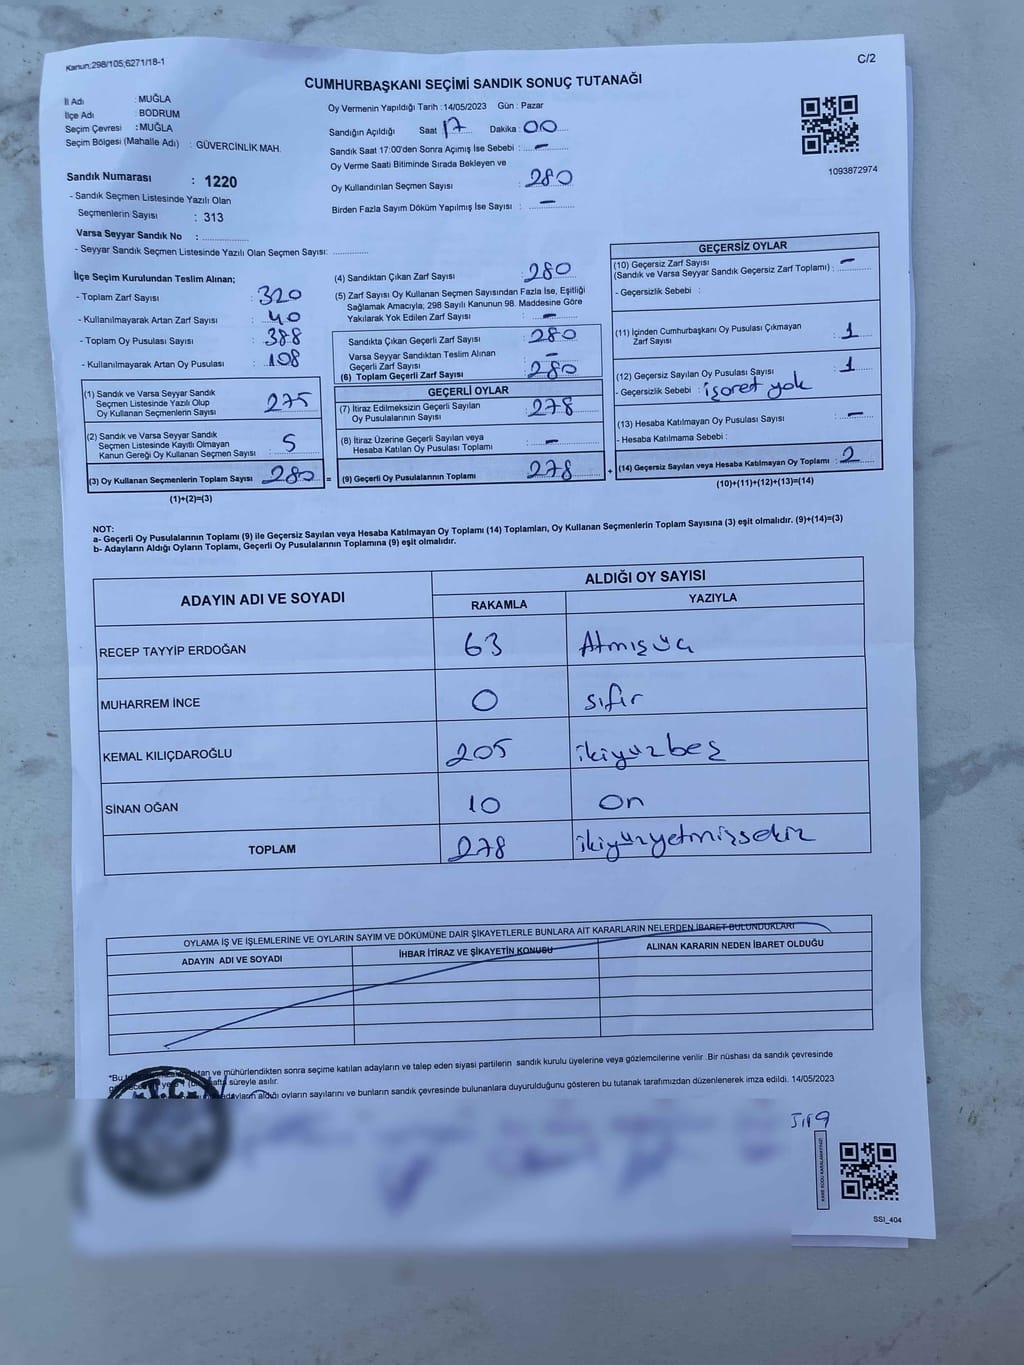 Kanun:298/105;6271/18-1
C/2
CUMHURBAŞKANI SEÇİMİ SANDIK SONUÇ TUTANAĞI
İl Adı : MUĞLA
İlçe Adı : BODRUM
Seçim Çevresi : MUĞLA
Seçim Bölgesi (Mahalle Adı) : GÜVERCİNLİK MAH.
Sandık Numarası : 1220
- Sandık Seçmen Listesinde Yazılı Olan
Seçmenlerin Sayısı : 313
Varsa Seyyar Sandık No :
- Seyyar Sandık Seçmen Listesinde Yazılı Olan Seçmen Sayısı:
Oy Vermenin Yapıldığı Tarih :14/05/2023 Gün : Pazar
Sandığın Açıldığı Saat 17 Dakika : 00
Sandık Saat 17:00'den Sonra Açımış İse Sebebi : -
Oy Verme Saati Bitiminde Sırada Bekleyen ve
Oy Kullandırılan Seçmen Sayısı : 280
Birden Fazla Sayım Döküm Yapılmış İse Sayısı : -
1093872974
İlçe Seçim Kurulundan Teslim Alınan;
- Toplam Zarf Sayısı : 320
- Kullanılmayarak Artan Zarf Sayısı : 40
- Toplam Oy Pusulası Sayısı : 388
- Kullanılmayarak Artan Oy Pusulası : 108
(1) Sandık ve Varsa Seyyar Sandık
Seçmen Listesinde Yazılı Olup
Oy Kullanan Seçmenlerin Sayısı : 275
(2) Sandık ve Varsa Seyyar Sandık
Seçmen Listesinde Kayıtlı Olmayan
Kanun Gereği Oy Kullanan Seçmen Sayısı : 5
(3) Oy Kullanan Seçmenlerin Toplam Sayısı : 280
(1)+(2)=(3)
(4) Sandıktan Çıkan Zarf Sayısı : 280
(5) Zarf Sayısı Oy Kullanan Seçmen Sayısından Fazla İse, Eşitliği
Sağlamak Amacıyla; 298 Sayılı Kanunun 98. Maddesine Göre
Yakılarak Yok Edilen Zarf Sayısı : -
Sandıkta Çıkan Geçerli Zarf Sayısı : 280
Varsa Seyyar Sandıktan Teslim Alınan
Geçerli Zarf Sayısı : -
(6) Toplam Geçerli Zarf Sayısı : 280
GEÇERLİ OYLAR
(7) İtiraz Edilmeksizin Geçerli Sayılan
Oy Pusulalarının Sayısı : 278
(8) İtiraz Üzerine Geçerli Sayılan veya
Hesaba Katılan Oy Pusulası Toplamı : -
= (9) Geçerli Oy Pusulalarının Toplamı : 278 +
GEÇERSİZ OYLAR
(10) Geçersiz Zarf Sayısı
(Sandık ve Varsa Seyyar Sandık Geçersiz Zarf Toplamı) : -
- Geçersizlik Sebebi :
(11) İçinden Cumhurbaşkanı Oy Pusulası Çıkmayan
Zarf Sayısı : 1
(12) Geçersiz Sayılan Oy Pusulası Sayısı : 1
- Geçersizlik Sebebi : işaret yok
(13) Hesaba Katılmayan Oy Pusulası Sayısı : -
- Hesaba Katılmama Sebebi :
(14) Geçersiz Sayılan veya Hesaba Katılmayan Oy Toplamı : 2
(10)+(11)+(12)+(13)=(14)
NOT:
a- Geçerli Oy Pusulalarının Toplamı (9) ile Geçersiz Sayılan veya Hesaba Katılmayan Oy Toplamı (14) Toplamları, Oy Kullanan Seçmenlerin Toplam Sayısına (3) eşit olmalıdır. (9)+(14)=(3)
b- Adayların Aldığı Oyların Toplamı, Geçerli Oy Pusulalarının Toplamına (9) eşit olmalıdır.
ADAYIN ADI VE SOYADI
ALDIĞI OY SAYISI
RAKAMLA YAZIYLA
RECEP TAYYİP ERDOĞAN 63 Atmışüç
MUHARREM İNCE 0 sıfır
KEMAL KILIÇDAROĞLU 205 ikiyüzbeş
SİNAN OĞAN 10 On
TOPLAM 278 ikiyüzyetmişsekiz
OYLAMA İŞ VE İŞLEMLERİNE VE OYLARIN SAYIM VE DÖKÜMÜNE DAİR ŞİKAYETLERLE BUNLARA AİT KARARLARIN NELERDEN İBARET BULUNDUKLARI
ADAYIN ADI VE SOYADI İHBAR İTİRAZ VE ŞİKAYETİN KONUSU ALINAN KARARIN NEDEN İBARET OLDUĞU
*Bu ve mühürlendikten sonra seçime katılan adayların ve talep eden siyasi partilerin sandık kurulu üyelerine veya gözlemcilerine verilir .Bir nüshası da sandık çevresinde
süreyle asılır.
aldığı oyların sayılarını ve bunların sandık çevresinde bulunanlara duyurulduğunu gösteren bu tutanak tarafımızdan düzenlenerek imza edildi. 14/05/2023
T.C.
KARE KODU KARALAMAYINIZ!
SSI_404